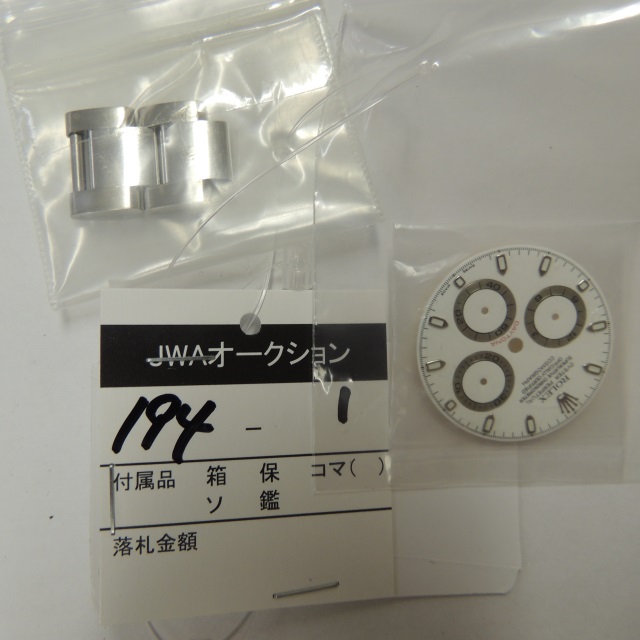 JWAオークション
194 - 1
付属品 箱 保 コマ( )
ソ 鑑
落札金額
ROLEX